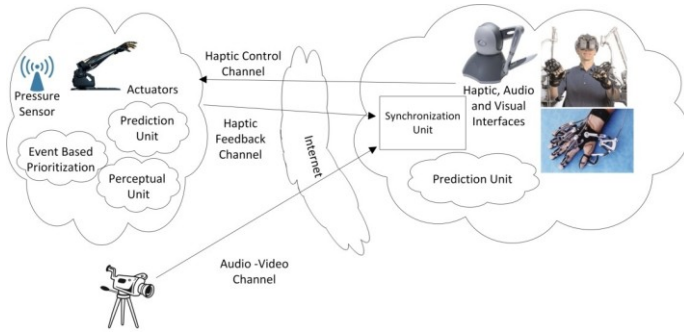 Pressure
Sensor
Actuators
Prediction
Unit
Event Based
Prioritization
Perceptual
Unit
Haptic Control
Channel
Haptic
Feedback
Channel
Internet
Audio -Video
Channel
Synchronization
Unit
Haptic, Audio
and Visual
Interfaces
Prediction Unit